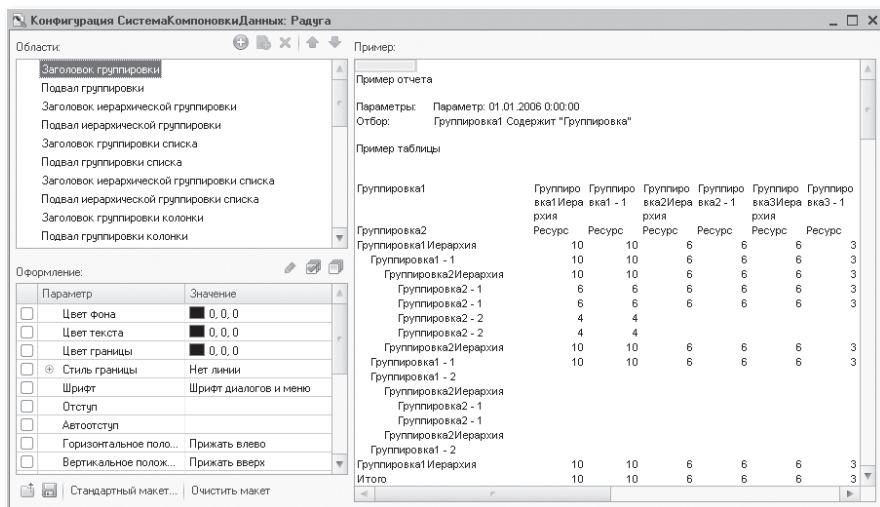 Конфигурация СистемаКомпоновкиДанных: Радуга
Области:
Заголовок группировки
Подвал группировки
Заголовок иерархической группировки
Подвал иерархической группировки
Заголовок группировки списка
Подвал группировки списка
Заголовок иерархической группировки списка
Подвал иерархической группировки списка
Заголовок группировки колонки
Подвал группировки колонки
Оформление:
Параметр Значение
Цвет фона 0, 0, 0
Цвет текста 0, 0, 0
Цвет границы 0, 0, 0
Стиль границы Нет линии
Шрифт Шрифт диалогов и меню
Отступ
Автоотступ
Горизонтальное поло... Прижать влево
Вертикальное полож... Прижать вверх
Стандартный макет... Очистить макет
Пример:
Пример отчета
Параметры: Параметр: 01.01.2006 0:00:00
Отбор: Группировка1 Содержит "Группировка"
Пример таблицы
Группировка1 Группиро Группиро Группиро Группиро Группиро Группиро
вка1Иера вка1 - 1 вка2Иера вка2 - 1 вка3Иера вка3 - 1
рхия рхия рхия
Группировка2 Ресурс Ресурс Ресурс Ресурс Ресурс Ресурс
Группировка1Иерархия 10 10 6 6 6 3
Группировка1 - 1 10 10 6 6 6 3
Группировка2Иерархия 10 10 6 6 6 3
Группировка2 - 1 6 6 6 6 6 3
Группировка2 - 1 6 6 6 6 6 3
Группировка2 - 2 4 4
Группировка2 - 2 4 4
Группировка2Иерархия 10 10 6 6 6 3
Группировка1 - 1 10 10 6 6 6 3
Группировка1 - 2
Группировка2Иерархия
Группировка2 - 1
Группировка2 - 1
Группировка2Иерархия
Группировка1 - 2
Группировка1Иерархия 10 10 6 6 6 3
Итого 10 10 6 6 6 3